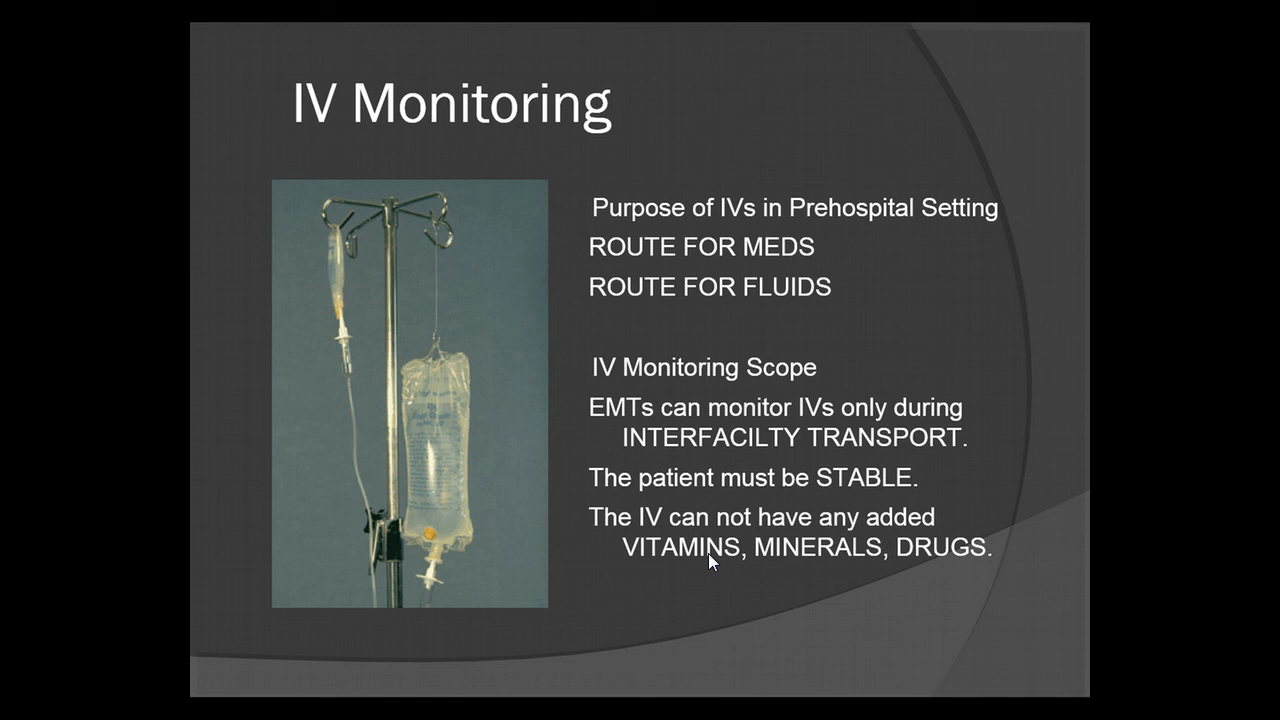 IV Monitoring
Purpose of IVs in Prehospital Setting
ROUTE FOR MEDS
ROUTE FOR FLUIDS
IV Monitoring Scope
EMTs can monitor IVs only during
INTERFACILTY TRANSPORT.
The patient must be STABLE.
The IV can not have any added
VITAMINS, MINERALS, DRUGS.